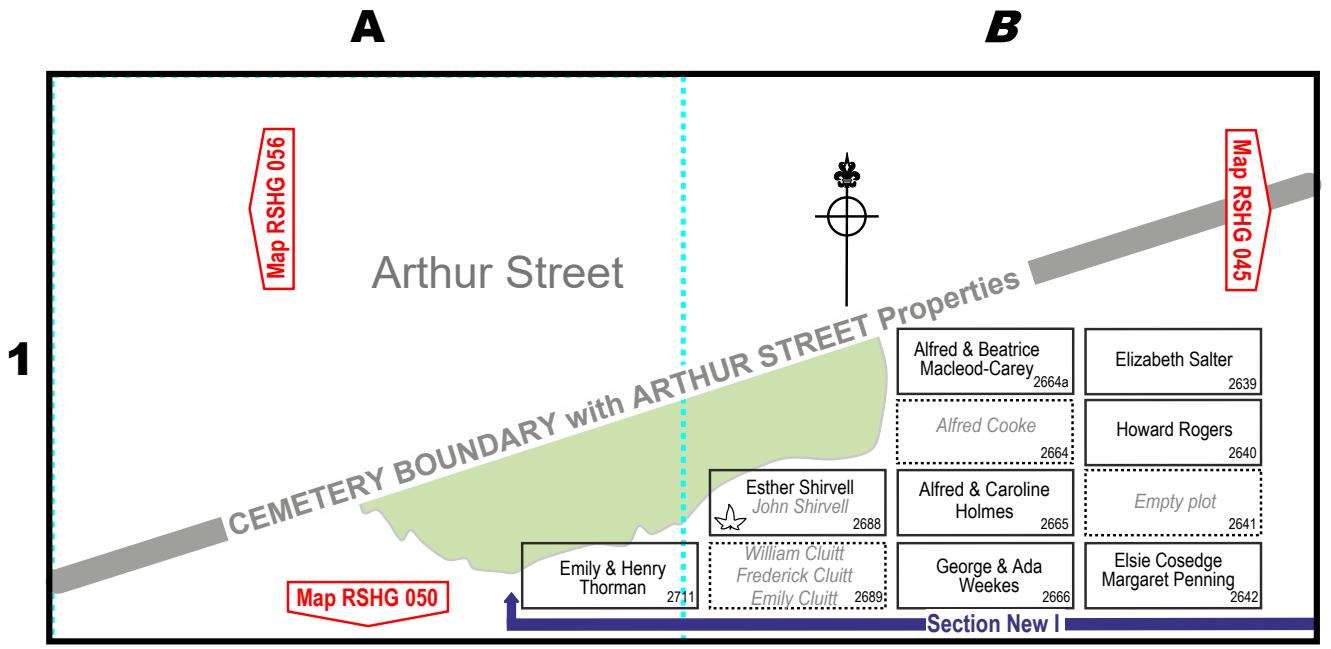 A
B
1
Map RSHG 056
Map RSHG 045
Arthur Street
CEMETERY BOUNDARY with ARTHUR STREET Properties
Alfred & Beatrice
Macleod-Carey
2664a
Elizabeth Salter
2639
Alfred Cooke
2664
Howard Rogers
2640
Esther Shirvell
John Shirvell
2688
Alfred & Caroline
Holmes
2665
Empty plot
2641
Emily & Henry
Thorman
2711
William Cluitt
Frederick Cluitt
Emily Cluitt
2689
George & Ada
Weekes
2666
Elsie Cosedge
Margaret Penning
2642
Map RSHG 050
Section New I